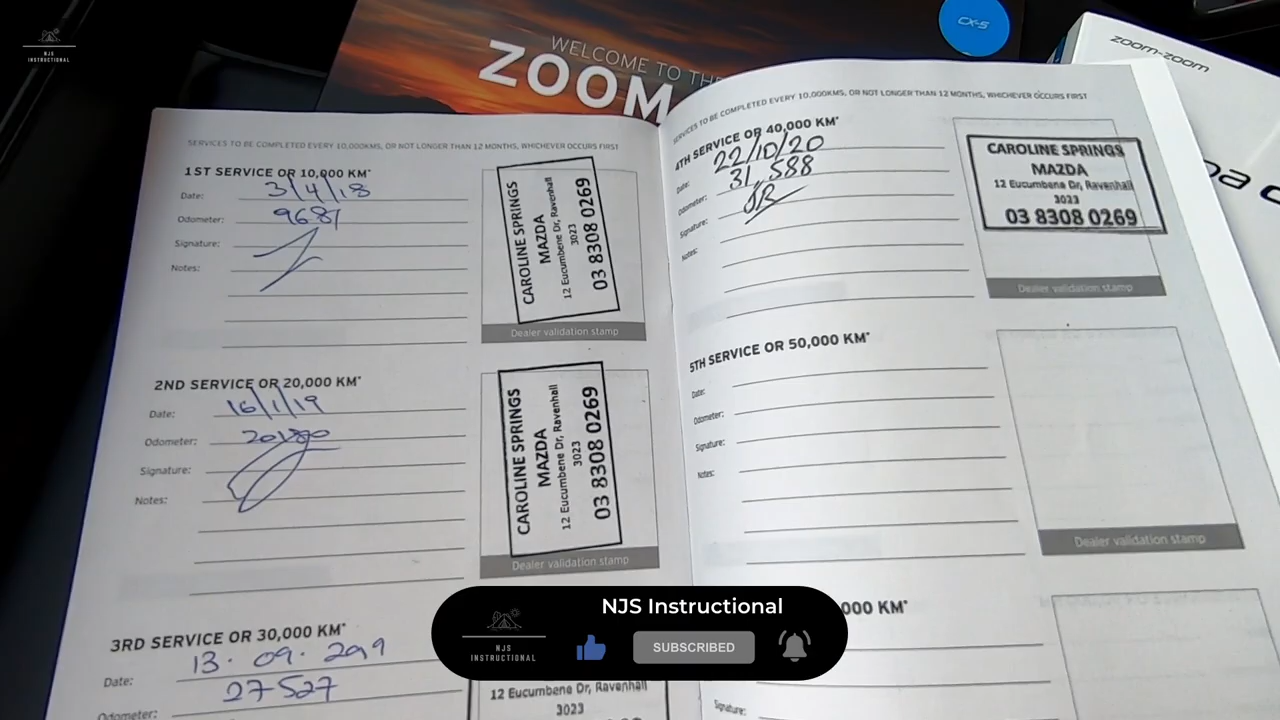 NJS
INSTRUCTIONAL
WELCOME TO THE
ZOOM
CX-5
zoom-zoom
SERVICES TO BE COMPLETED EVERY 10,000KMS, OR NOT LONGER THAN 12 MONTHS, WHICHEVER OCCURS FIRST
1ST SERVICE OR 10,000 KM*
Date: 3/4/18
Odometer: 9681
Signature:
Notes:
CAROLINE SPRINGS
MAZDA
12 Eucumbene Dr, Ravenhall
3023
03 8308 0269
Dealer validation stamp
2ND SERVICE OR 20,000 KM*
Date: 16/1/19
Odometer:
Signature:
Notes:
CAROLINE SPRINGS
MAZDA
12 Eucumbene Dr, Ravenhall
3023
03 8308 0269
Dealer validation stamp
3RD SERVICE OR 30,000 KM*
Date: 13. 09. 2019
Odometer: 27527
12 Eucumbene Dr, Ravenhall
3023
SERVICES TO BE COMPLETED EVERY 10,000KMS, OR NOT LONGER THAN 12 MONTHS, WHICHEVER OCCURS FIRST
4TH SERVICE OR 40,000 KM*
Date: 22/10/20
Odometer: 31,588
Signature:
Notes:
CAROLINE SPRINGS
MAZDA
12 Eucumbene Dr, Ravenhall
3023
03 8308 0269
Dealer validation stamp
5TH SERVICE OR 50,000 KM*
Date:
Odometer:
Signature:
Notes:
Dealer validation stamp
000 KM*
Signature:
NJS Instructional
NJS
INSTRUCTIONAL
SUBSCRIBED